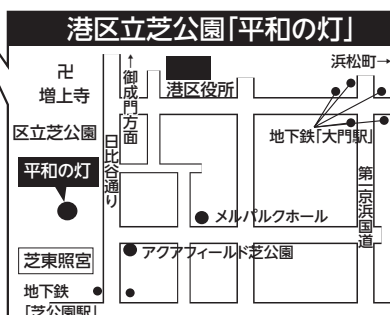 港区立芝公園「平和の灯」
卍
増上寺
↑御成門方面
港区役所
浜松町→
区立芝公園
日比谷通り
地下鉄「大門駅」
平和の灯
第一京浜国道
メルパルクホール
芝東照宮
アクアフィールド芝公園
地下鉄
「芝公園駅」